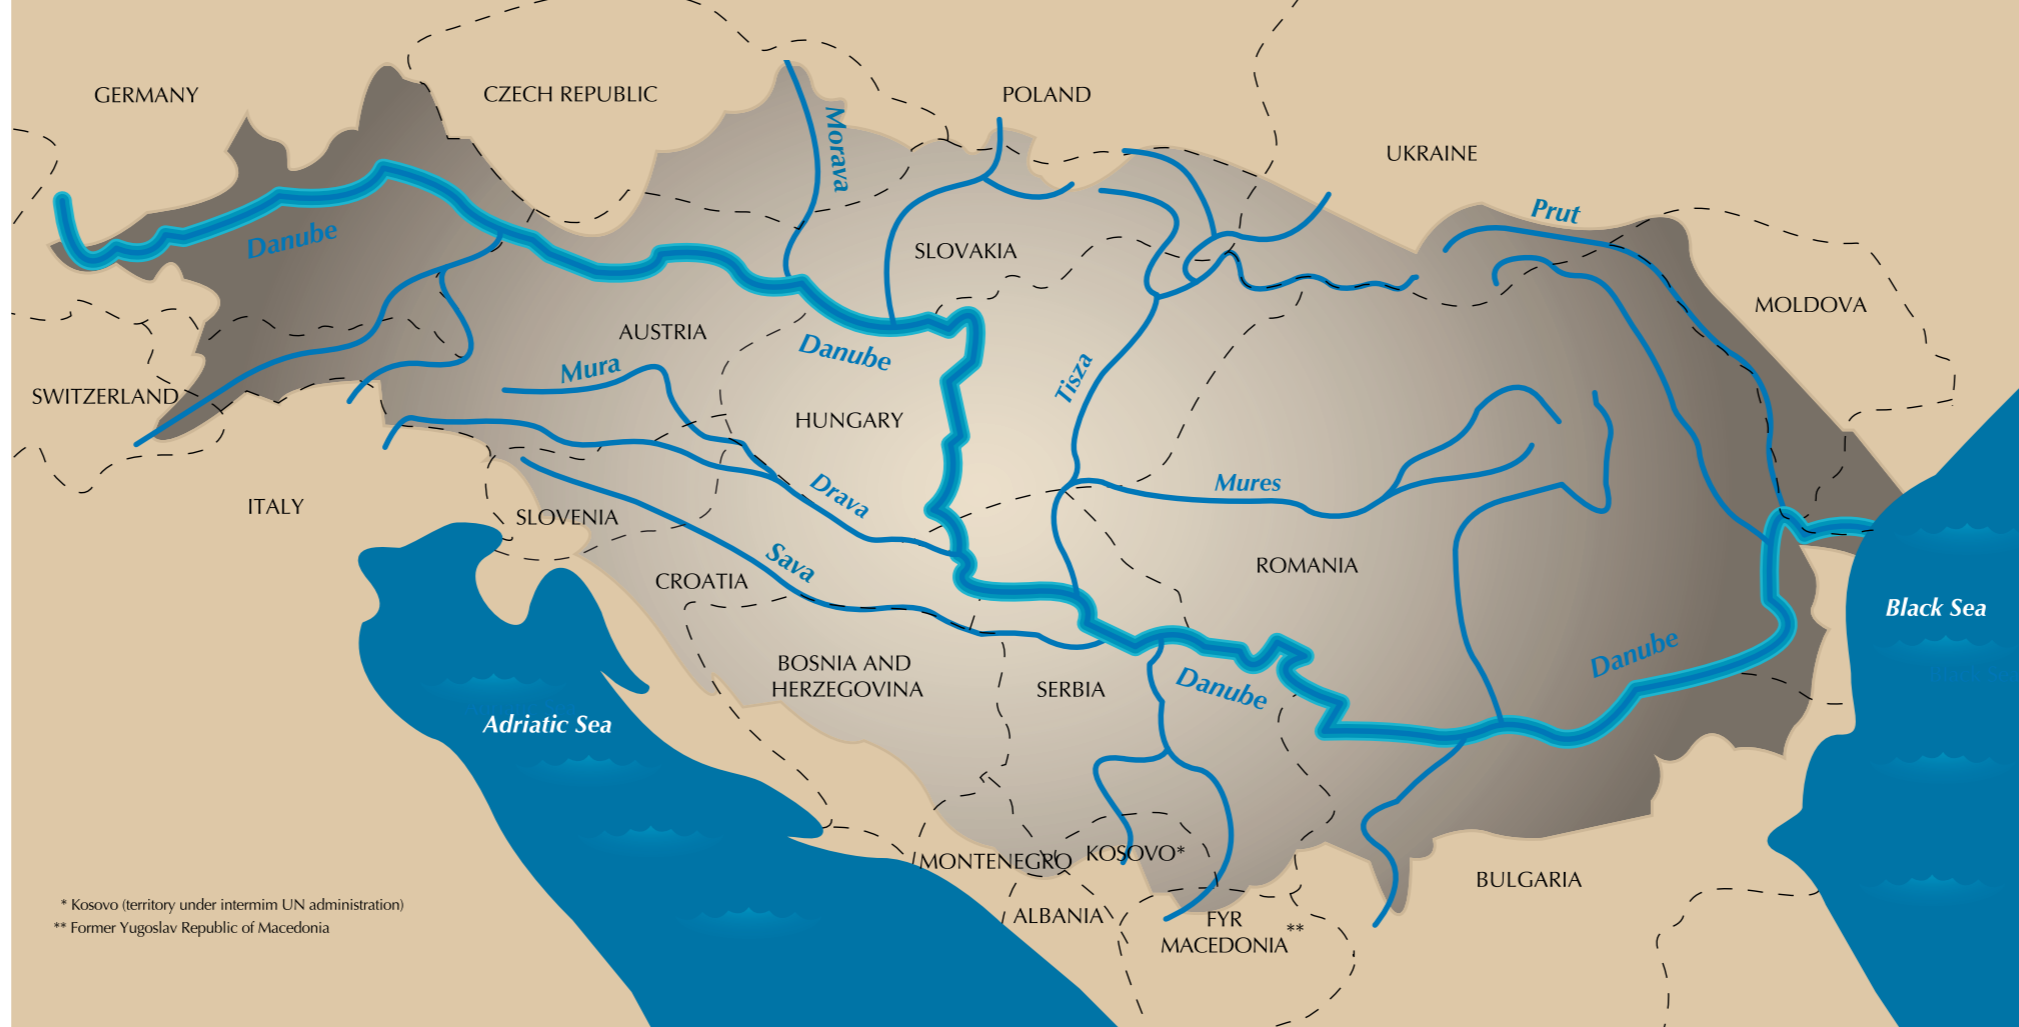 GERMANY
CZECH REPUBLIC
POLAND
Morava
UKRAINE
Prut
Danube
SLOVAKIA
MOLDOVA
AUSTRIA
Danube
Mura
Tisza
SWITZERLAND
HUNGARY
Mures
Drava
ITALY
SLOVENIA
Sava
CROATIA
ROMANIA
Black Sea
Danube
BOSNIA AND
HERZEGOVINA
SERBIA
Danube
Adriatic Sea
MONTENEGRO
KOSOVO*
BULGARIA
ALBANIA
FYR
MACEDONIA**
* Kosovo (territory under intermim UN administration)
** Former Yugoslav Republic of Macedonia